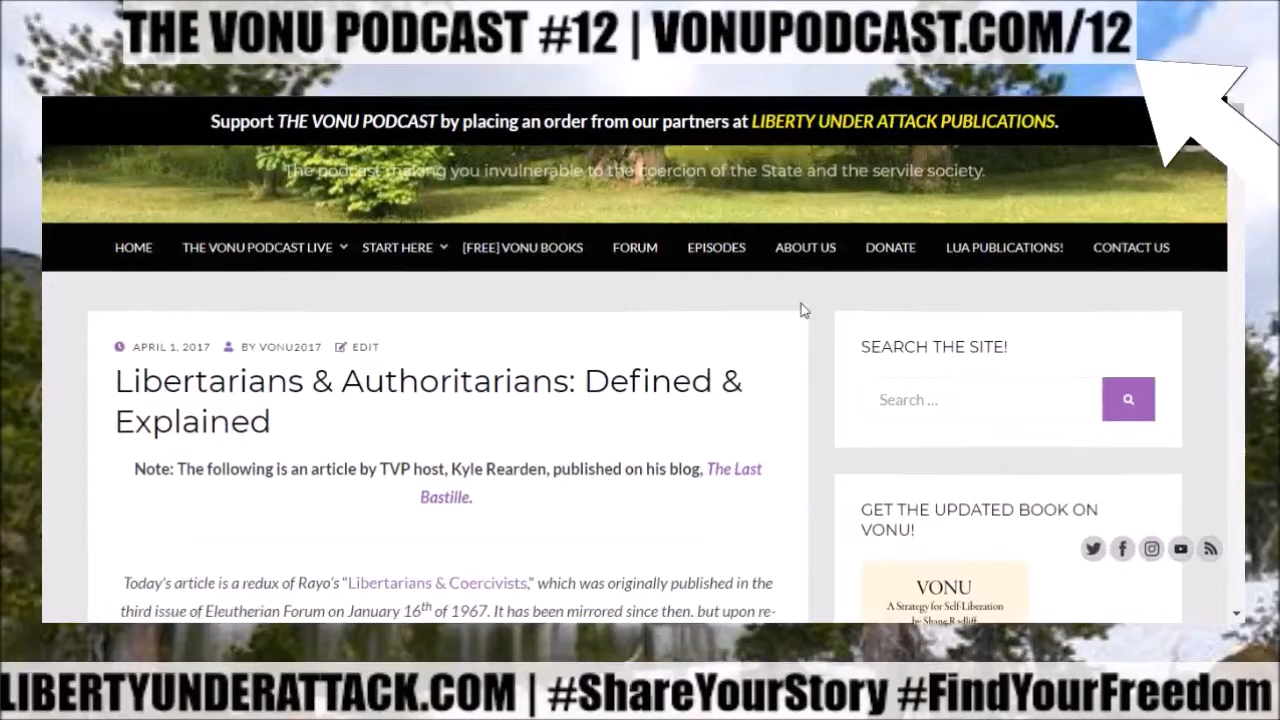 THE VONU PODCAST #12 | VONUPODCAST.COM/12
Support THE VONU PODCAST by placing an order from our partners at LIBERTY UNDER ATTACK PUBLICATIONS.
The podcast making you invulnerable to the coercion of the State and the servile society.
HOME THE VONU PODCAST LIVE START HERE [FREE] VONU BOOKS FORUM EPISODES ABOUT US DONATE LUA PUBLICATIONS! CONTACT US
APRIL 1, 2017 BY VONU2017 EDIT
Libertarians & Authoritarians: Defined &
Explained
Note: The following is an article by TVP host, Kyle Rearden, published on his blog, The Last
Bastille.
Today's article is a redux of Rayo's "Libertarians & Coercivists," which was originally published in the
third issue of Eleutherian Forum on January 16th of 1967. It has been mirrored since then, but upon re-
SEARCH THE SITE!
Search ...
GET THE UPDATED BOOK ON
VONU!
VONU
A Strategy for Self-Liberation
by Shane Radliff
LIBERTYUNDERATTACK.COM | #ShareYourStory #FindYourFreedom